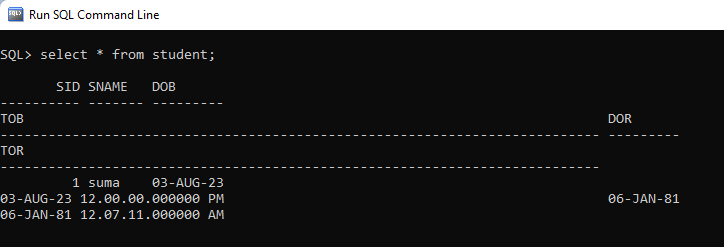 Run SQL Command Line
SQL> select * from student;
SID SNAME DOB
---------- ------- ---------
TOB DOR
--------------------------------------------------------------------------- ---------
TOR
---------------------------------------------------------------------------
1 suma 03-AUG-23
03-AUG-23 12.00.00.000000 PM 06-JAN-81
06-JAN-81 12.07.11.000000 AM